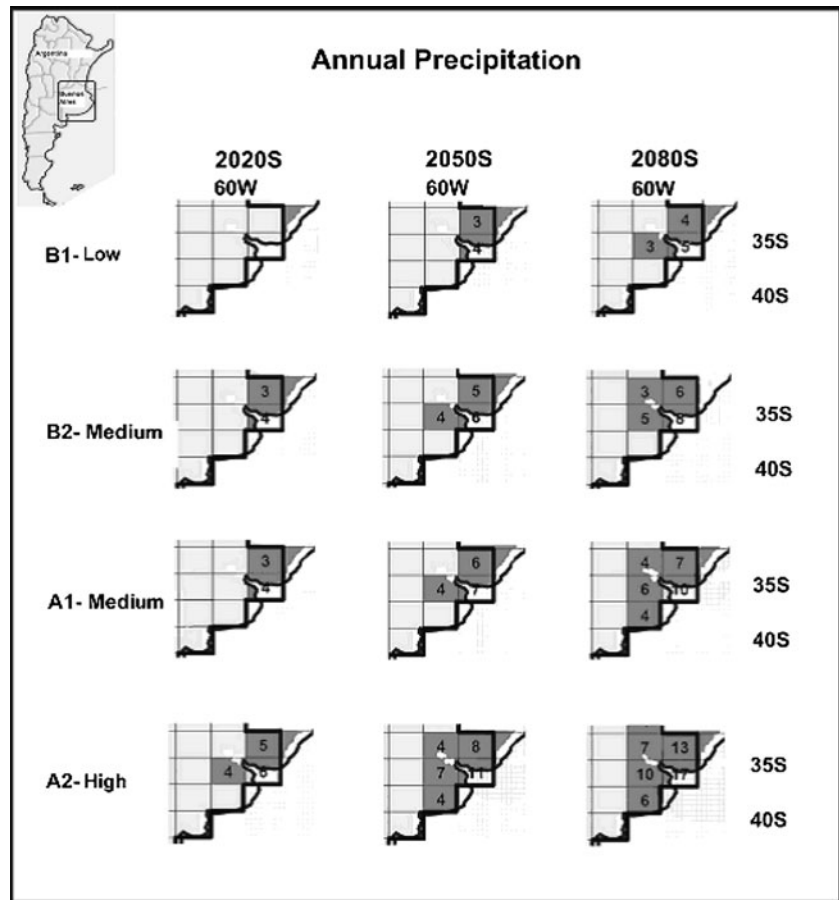 Argentina
Buenos
Aires
Annual Precipitation
2020S 2050S 2080S
60W 60W 60W
B1- Low
3
4
4
3 5
35S
40S
B2- Medium
3
4
5
4 6
3 6
5 8
35S
40S
A1- Medium
3
4
6
4 7
4 7
6 10
4
35S
40S
A2- High
5
4 6
4 8
7 11
4
7 13
10 17
6
35S
40S